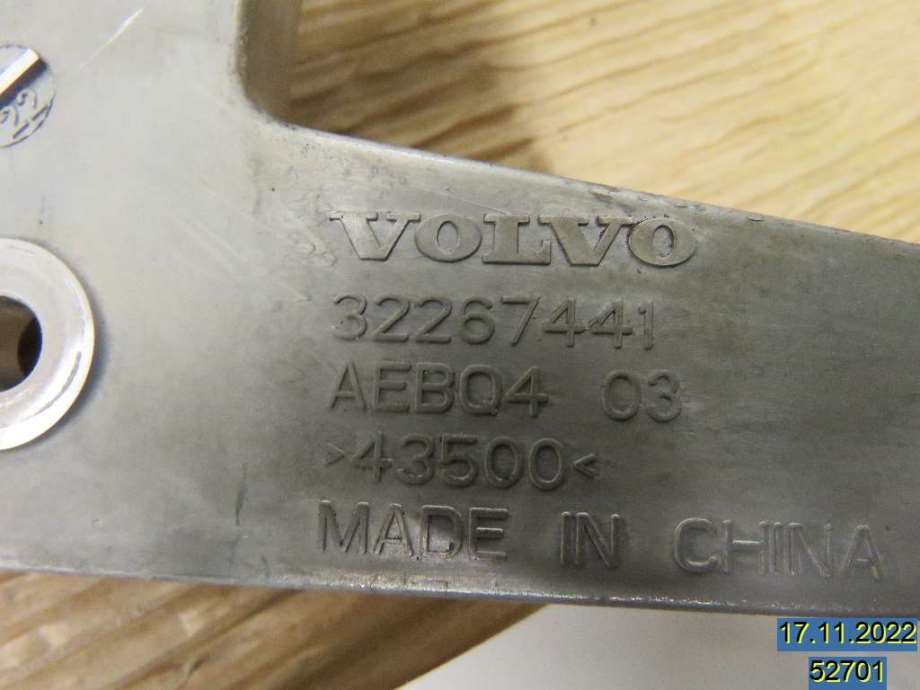 VOLVO
32267441
AEBQ4 03
>43500<
MADE IN CHINA
17.11.2022
52701